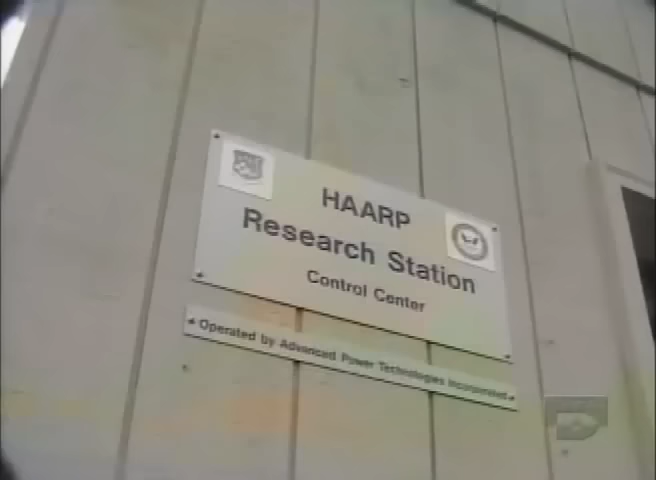 HAARP
Research Station
Control Center
Operated by Advanced Power Technologies Incorporated